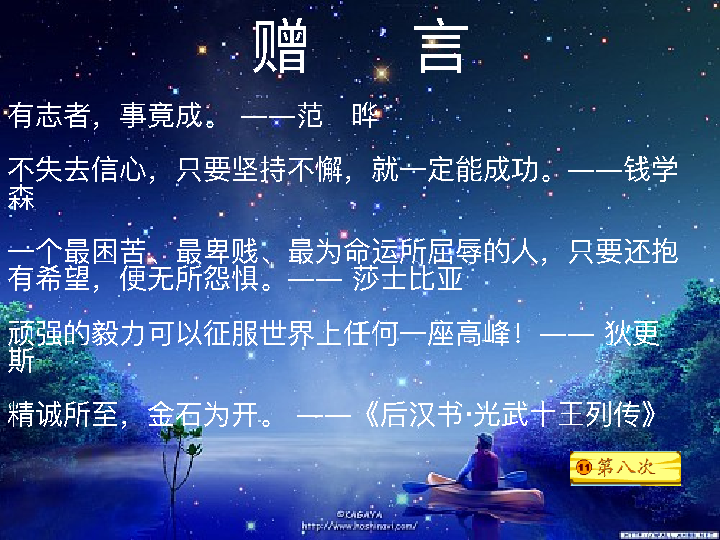 赠 言
有志者，事竟成。 ——范 晔
不失去信心，只要坚持不懈，就一定能成功。——钱学
森
一个最困苦、最卑贱、最为命运所屈辱的人，只要还抱
有希望，便无所怨惧。—— 莎士比亚
顽强的毅力可以征服世界上任何一座高峰！—— 狄更
斯
精诚所至，金石为开。 ——《后汉书·光武十王列传》
11 第八次
©KAGAYA
http://www.hoshinavi.com/